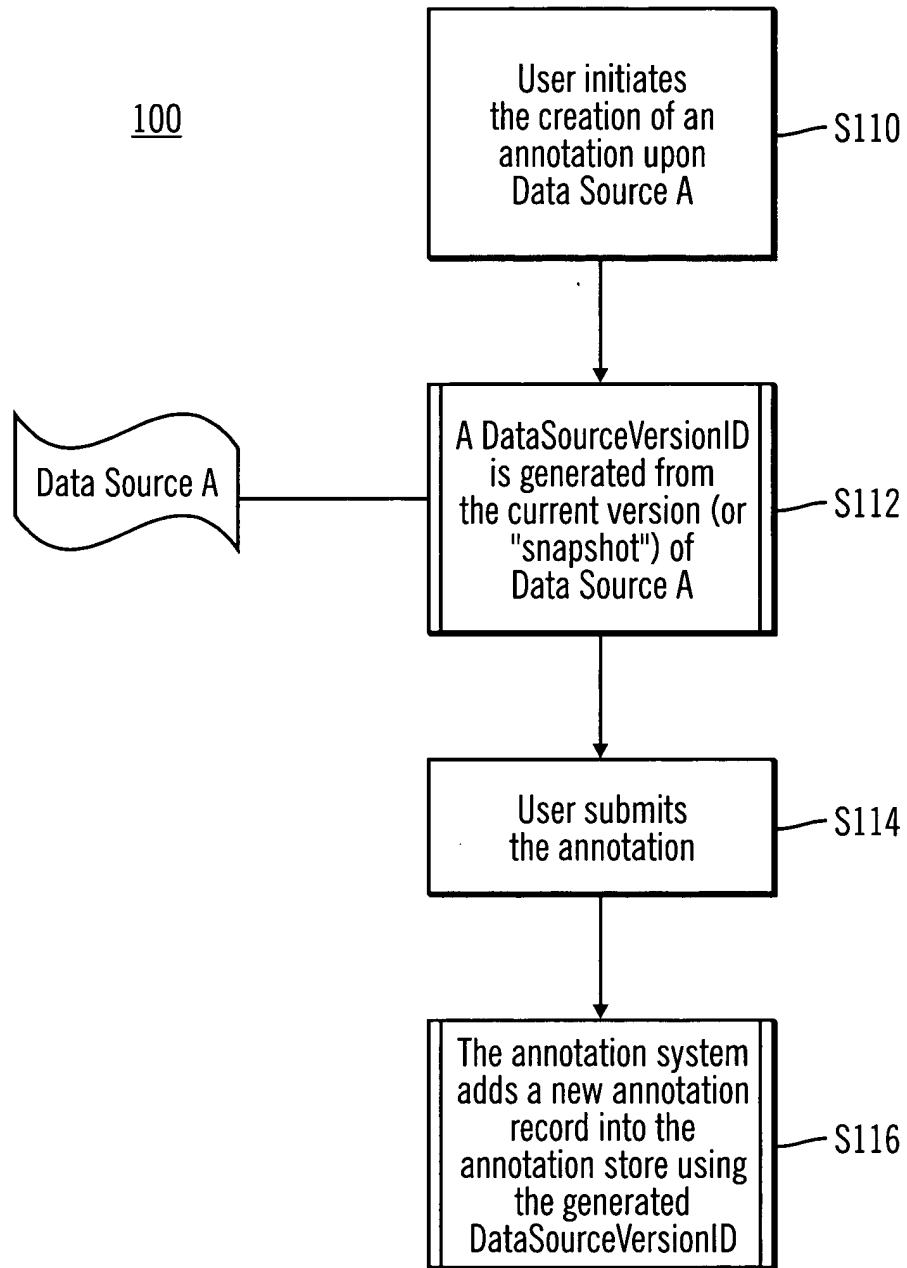 100
User initiates
the creation of an
annotation upon
Data Source A
S110
Data Source A
A DataSourceVersionID
is generated from
the current version (or
"snapshot") of
Data Source A
S112
User submits
the annotation
S114
The annotation system
adds a new annotation
record into the
annotation store using
the generated
DataSourceVersionID
S116